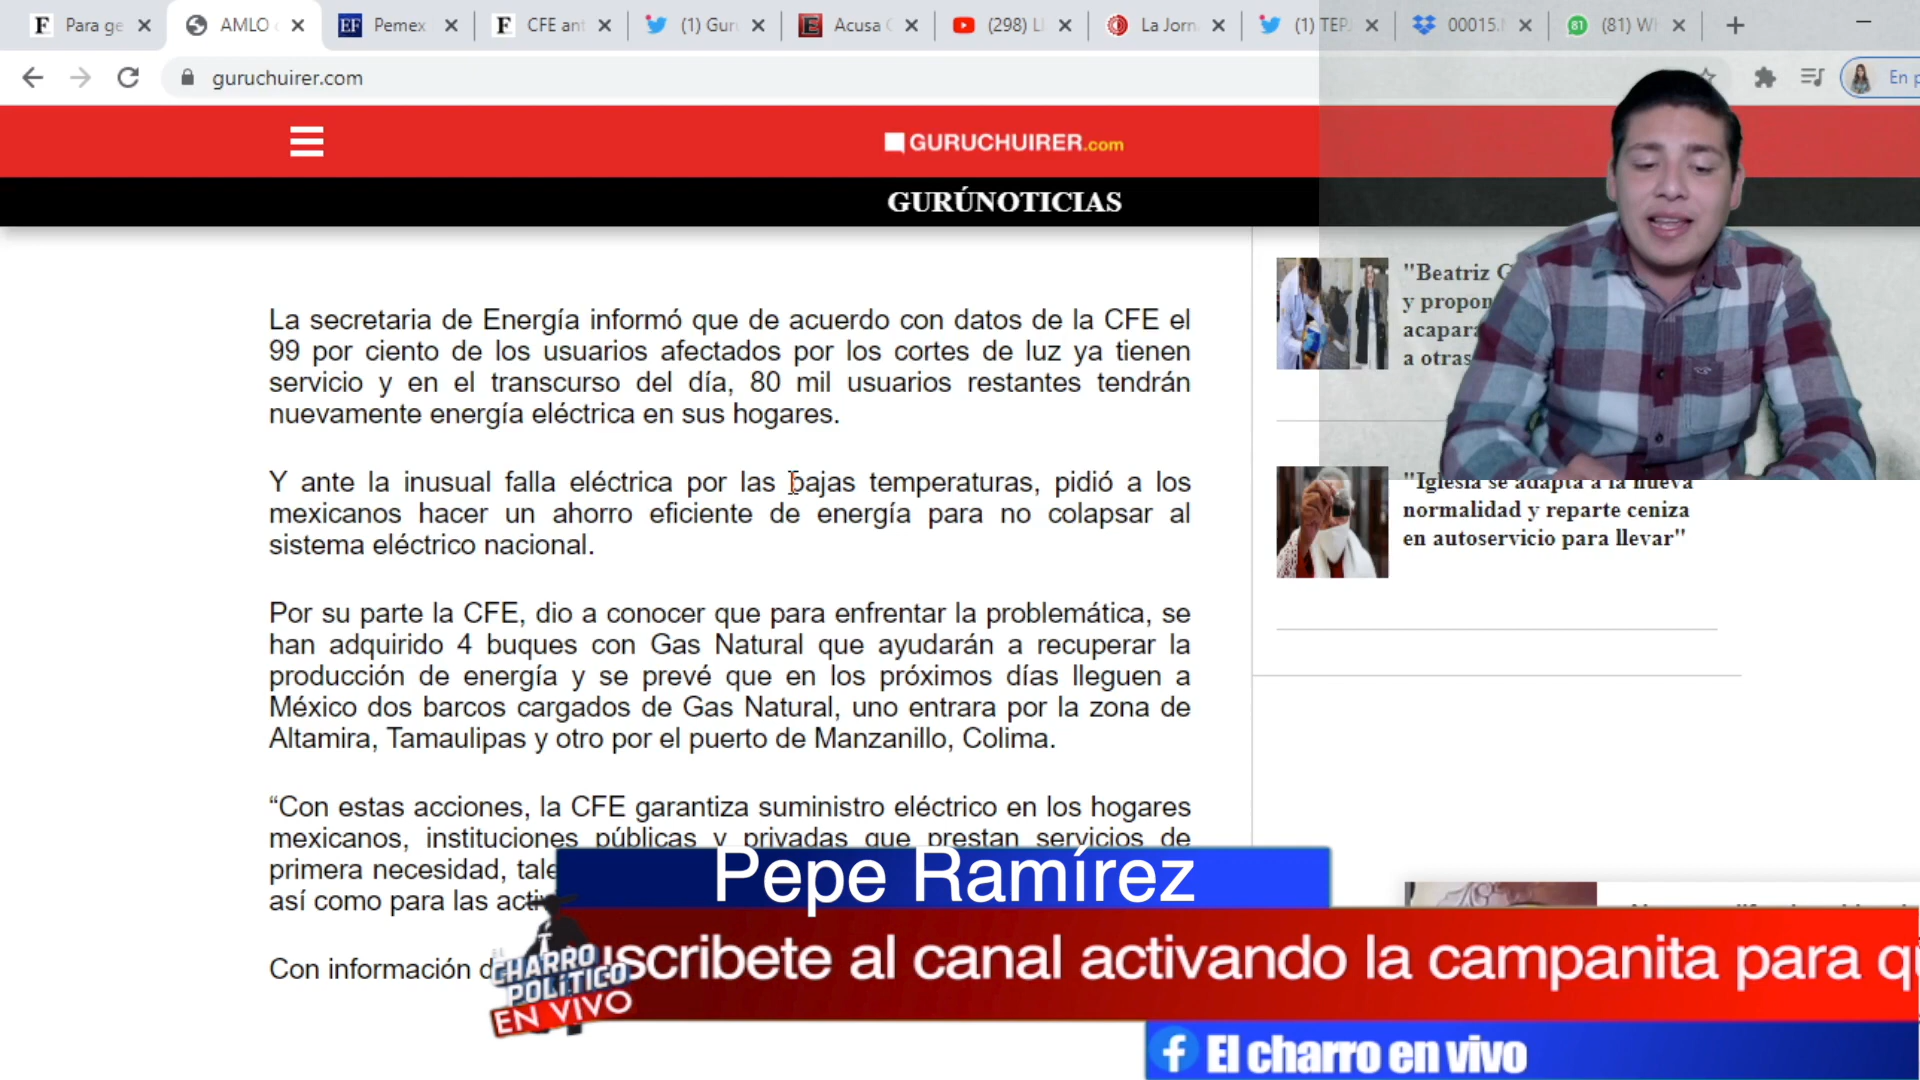 Para ge
AMLO
Pemex
CFE ant
(1) Gur
Acusa
(298) L
La Jorn
(1) TEP
00015.
(81) W
guruchuirer.com
En p
GURUCHUIRER.com
GURÚNOTICIAS
La secretaria de Energía informó que de acuerdo con datos de la CFE el
99 por ciento de los usuarios afectados por los cortes de luz ya tienen
servicio y en el transcurso del día, 80 mil usuarios restantes tendrán
nuevamente energía eléctrica en sus hogares.
Y ante la inusual falla eléctrica por las bajas temperaturas, pidió a los
mexicanos hacer un ahorro eficiente de energía para no colapsar al
sistema eléctrico nacional.
Por su parte la CFE, dio a conocer que para enfrentar la problemática, se
han adquirido 4 buques con Gas Natural que ayudarán a recuperar la
producción de energía y se prevé que en los próximos días lleguen a
México dos barcos cargados de Gas Natural, uno entrara por la zona de
Altamira, Tamaulipas y otro por el puerto de Manzanillo, Colima.
“Con estas acciones, la CFE garantiza suministro eléctrico en los hogares
mexicanos, instituciones públicas y privadas que prestan servicios de
primera necesidad, tale
así como para las acti
Con información d
"Beatriz G
y propon
acapara
a otras
"Iglesia se adapta a la nueva
normalidad y reparte ceniza
en autoservicio para llevar"
Pepe Ramírez
uscribete al canal activando la campanita para qu
EL
CHARRO
POLÍTICO
EN VIVO
El charro en vivo